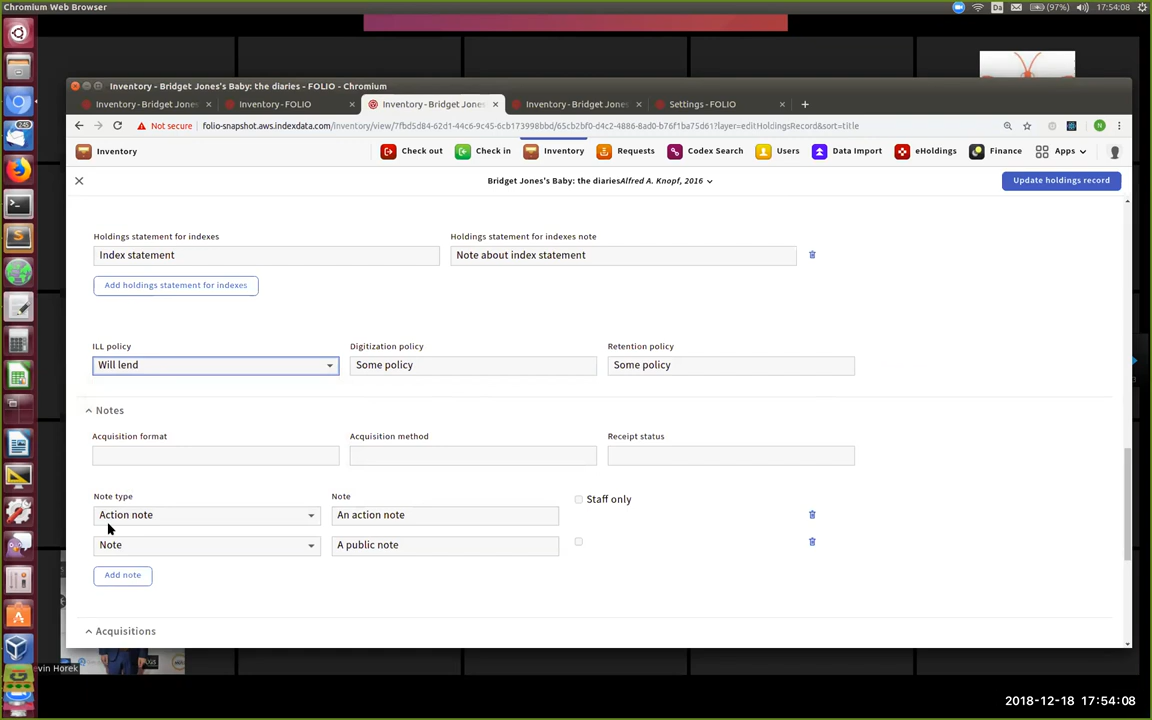 Chromium Web Browser
Da
(97%)
17:54:08
Inventory - Bridget Jones's Baby: the diaries - FOLIO - Chromium
Inventory - Bridget Jones
Inventory - FOLIO
Inventory - Bridget Jones
Inventory - Bridget Jones
Settings - FOLIO
Not secure
folio-snapshot.aws.indexdata.com/inventory/view/7fbd5d84-62d1-44c6-9c45-6cb173998bbd/65cb2bf0-d4c2-4886-8ad0-b76f1ba75d61?layer=editHoldingsRecord&sort=title
N
Inventory
Check out
Check in
Inventory
Requests
Codex Search
Users
Data Import
eHoldings
Finance
Apps
Bridget Jones's Baby: the diariesAlfred A. Knopf, 2016
Update holdings record
Holdings statement for indexes
Holdings statement for indexes note
Index statement
Note about index statement
Add holdings statement for indexes
ILL policy
Digitization policy
Retention policy
Will lend
Some policy
Some policy
Notes
Acquisition format
Acquisition method
Receipt status
Note type
Note
Staff only
Action note
An action note
Note
A public note
Add note
Acquisitions
vin Horek
2018-12-18 17:54:08